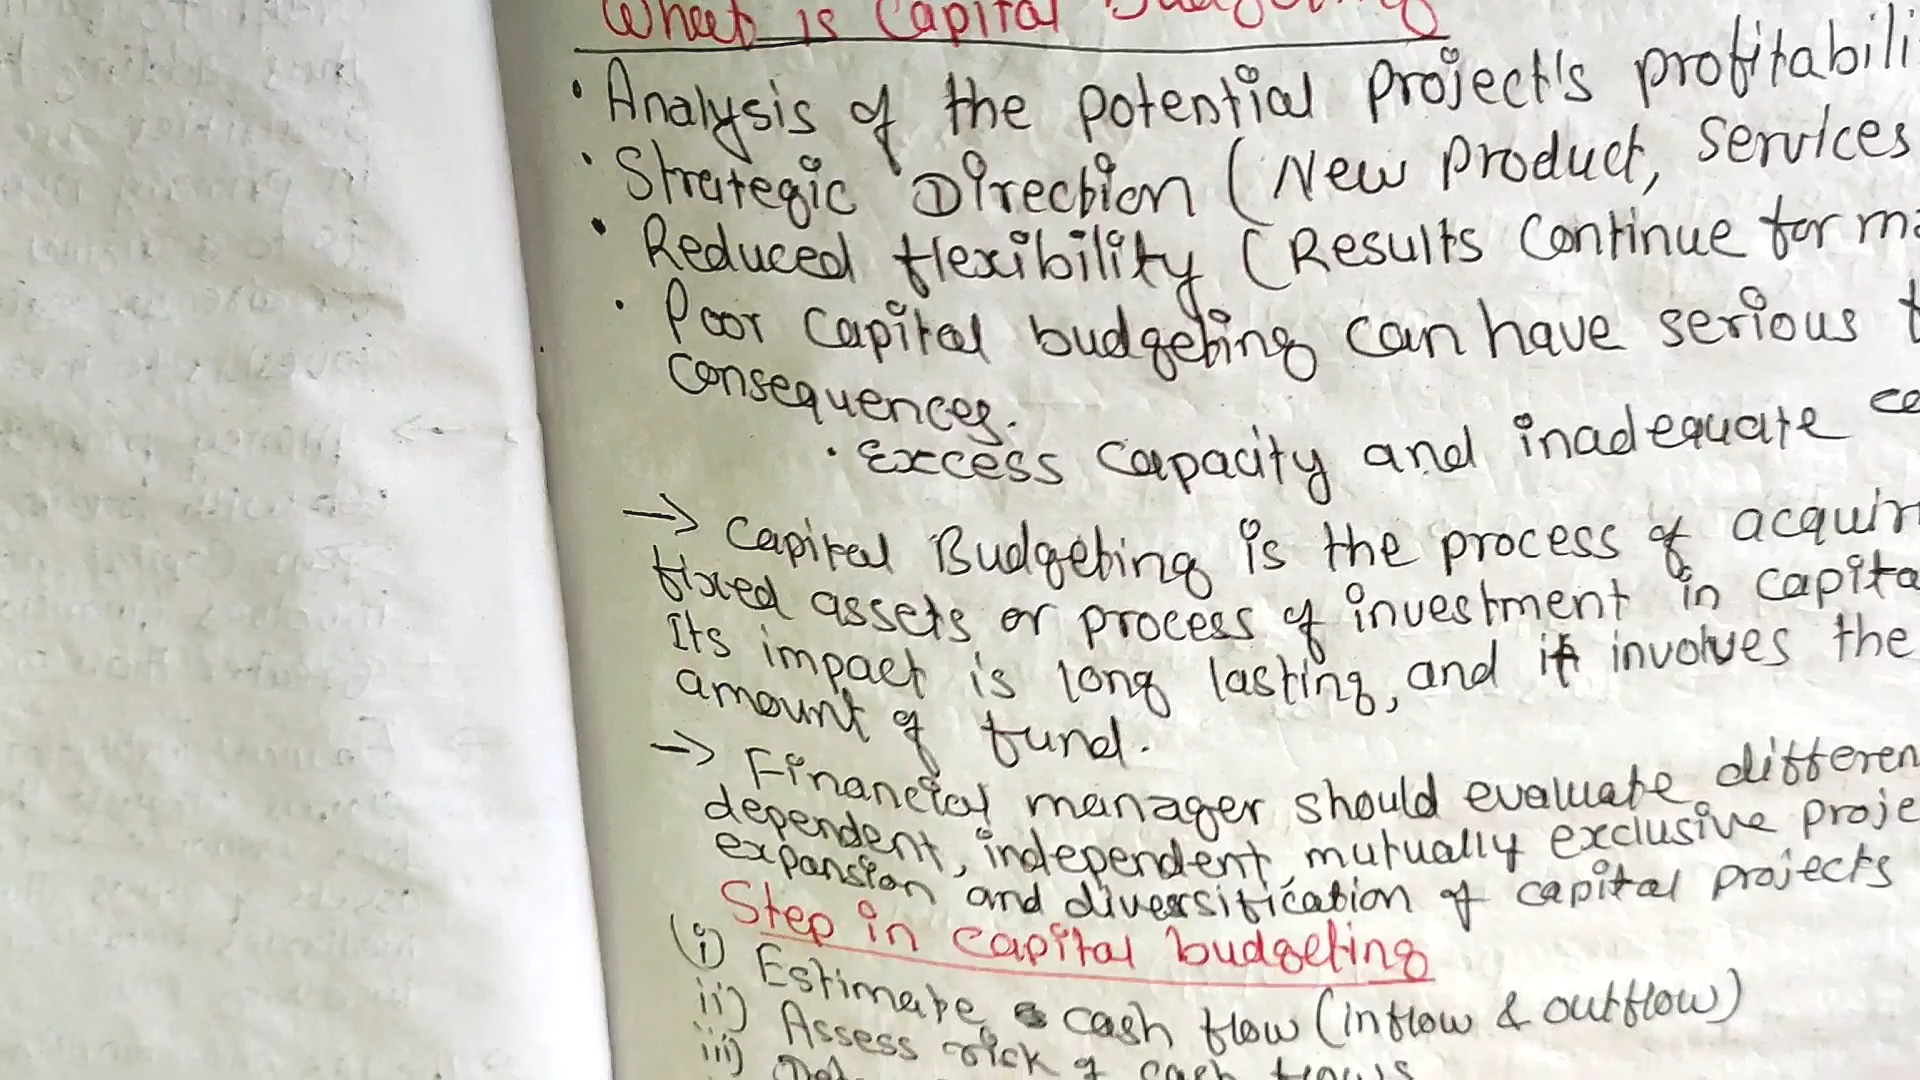 What is Capital Budgeting
• Analysis of the potential project's profitabili
• Strategic Direction (New product, services
• Reduced flexibility (Results continue for
• Poor capital budgeting can have serious
consequences.
• Excess capacity and inadequate
→ Capital Budgeting is the process of acquir
fixed assets or process of investment in capita
Its impact is long lasting, and it involves the
amount of fund.
→ Financial manager should evaluate differen
dependent, independent, mutually exclusive proje
expansion and diversification of capital projects
Step in capital budgeting
(i) Estimate cash flow (inflow & outflow)
ii) Assess risk of cash flows
iii)